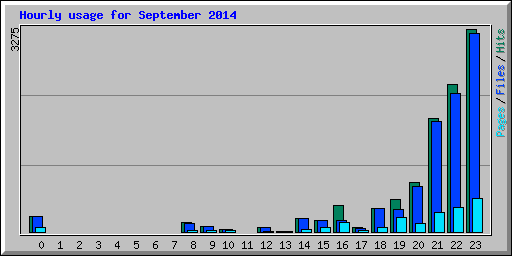 Hourly usage for September 2014
3275
Pages/Files/Hits
0 1 2 3 4 5 6 7 8 9 10 11 12 13 14 15 16 17 18 19 20 21 22 23